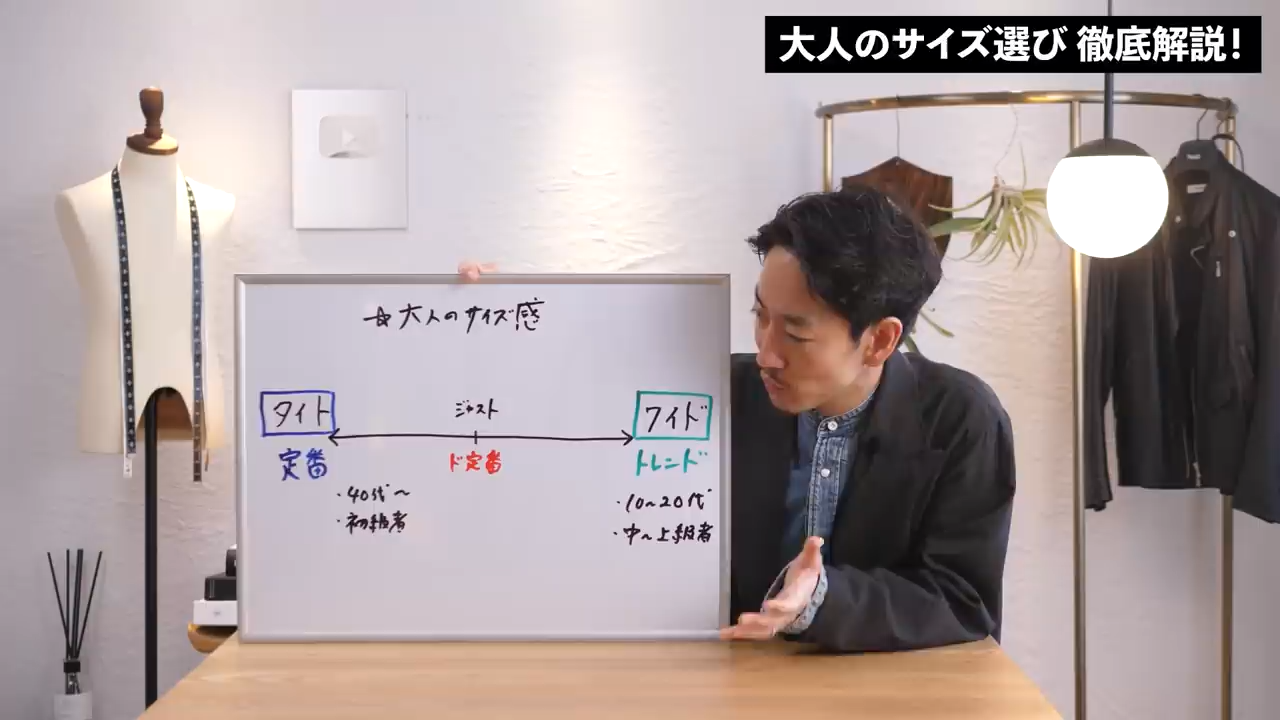 大人のサイズ選び 徹底解説!
☆大人のサイズ感
タイト
ジャスト
ワイド
定番
ド定番
トレンド
・40代〜
・初級者
・10〜20代
・中〜上級者